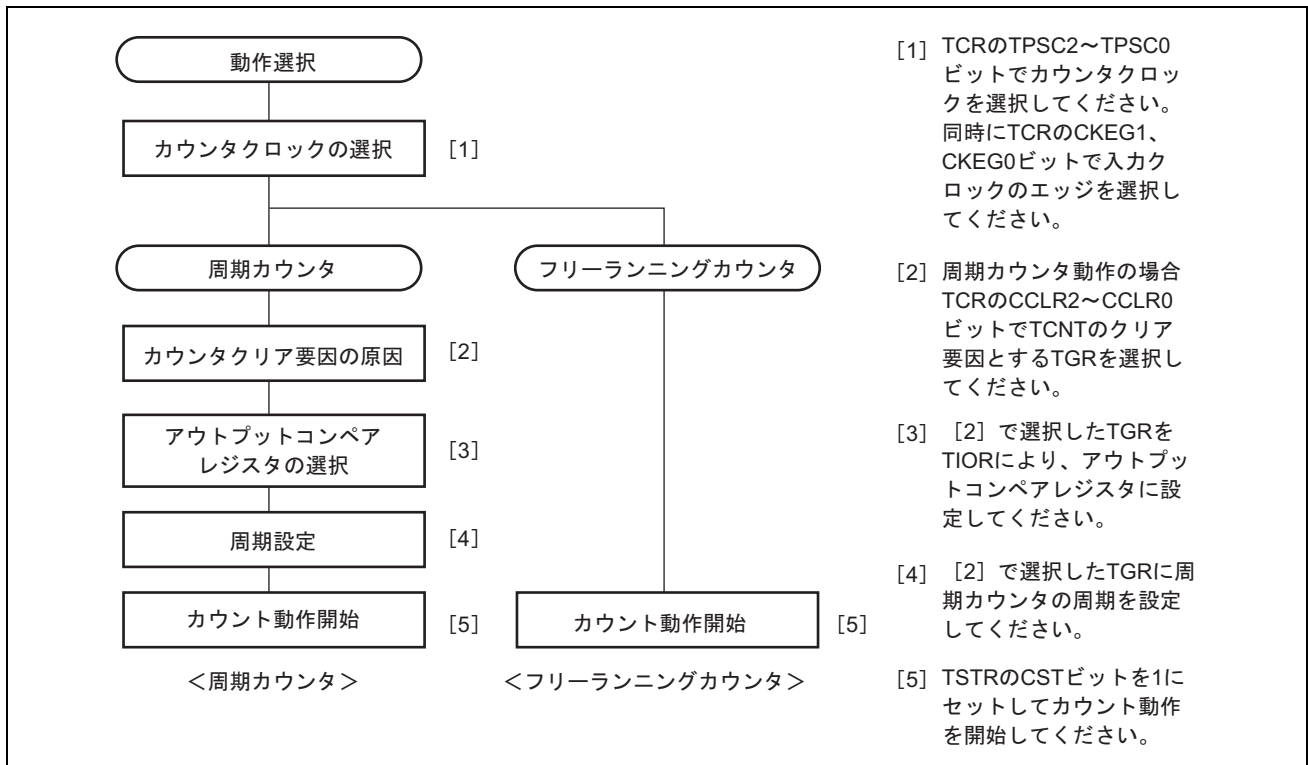 動作選択
カウンタクロックの選択
[1]
周期カウンタ
フリーランニングカウンタ
カウンタクリア要因の原因
[2]
アウトプットコンペア
レジスタの選択
[3]
周期設定
[4]
カウント動作開始
[5]
カウント動作開始
[5]
＜周期カウンタ＞
＜フリーランニングカウンタ＞
[1] TCRのTPSC2～TPSC0
ビットでカウンタクロッ
クを選択してください。
同時にTCRのCKEG1、
CKEG0ビットで入力ク
ロックのエッジを選択し
てください。
[2] 周期カウンタ動作の場合
TCRのCCLR2～CCLR0
ビットでTCNTのクリア
要因とするTGRを選択し
てください。
[3] [2]で選択したTGRを
TIORにより、アウトプッ
トコンペアレジスタに設
定してください。
[4] [2]で選択したTGRに周
期カウンタの周期を設定
してください。
[5] TSTRのCSTビットを1に
セットしてカウント動作
を開始してください。